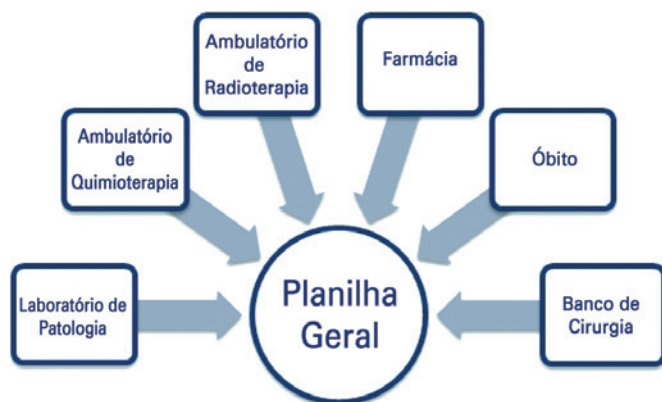 Ambulatório
de
Radioterapia
Farmácia
Ambulatório
de
Quimioterapia
Óbito
Laboratório de
Patologia
Planilha
Geral
Banco de
Cirurgia